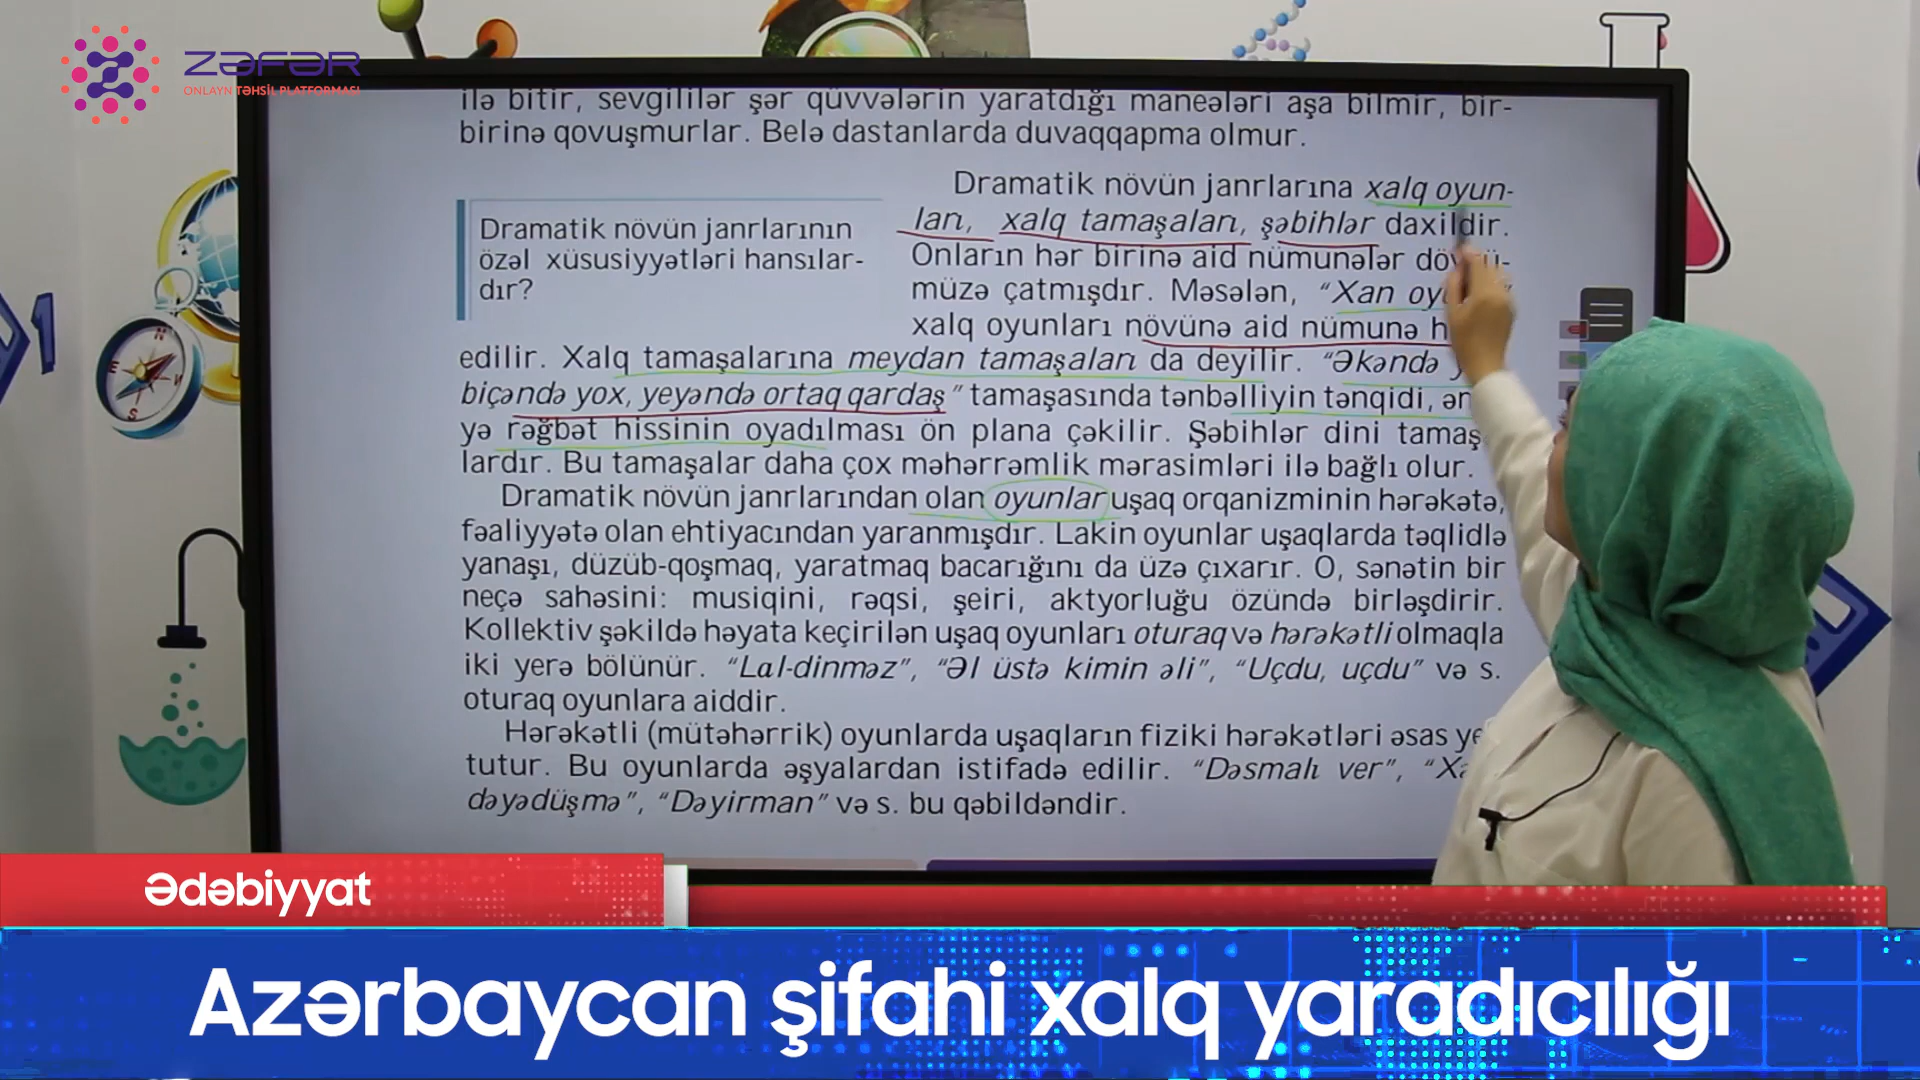 ZƏFƏR
ONLAYN TƏHSİL PLATFORMASI
ilə bitir, sevgililər şər qüvvələrin yaratdığı maneələri aşa bilmir, bir-
birinə qovuşmurlar. Belə dastanlarda duvaqqapma olmur.
Dramatik növün janrlarının
özəl xüsusiyyətləri hansılar-
dır?
Dramatik növün janrlarına xalq oyun-
ları, xalq tamaşaları, şəbihlər daxildir.
Onların hər birinə aid nümunələr
müzə çatmışdır. Məsələn, “Xan
xalq oyunları növünə aid nümunə
edilir. Xalq tamaşalarına meydan tamaşaları da deyilir. “Əkəndə
biçəndə yox, yeyəndə ortaq qardaş” tamaşasında tənbəlliyin tənqidi,
yə rəğbət hissinin oyadılması ön plana çəkilir. Şəbihlər dini
lardır. Bu tamaşalar daha çox məhərrəmlik mərasimləri ilə bağlı olur.
Dramatik növün janrlarından olan oyunlar uşaq orqanizminin hərəkətə,
fəaliyyətə olan ehtiyacından yaranmışdır. Lakin oyunlar uşaqlarda təqlidlə
yanaşı, düzüb-qoşmaq, yaratmaq bacarığını da üzə çıxarır. O, sənətin bir
neçə sahəsini: musiqini, rəqsi, şeiri, aktyorluğu özündə birləşdirir.
Kollektiv şəkildə həyata keçirilən uşaq oyunları oturaq və hərəkətli olmaqla
iki yerə bölünür. “Lal-dinməz”, “Əl üstə kimin əli”, “Uçdu, uçdu” və s.
oturaq oyunlara aiddir.
Hərəkətli (mütəhərrik) oyunlarda uşaqların fiziki hərəkətləri əsas
tutur. Bu oyunlarda əşyalardan istifadə edilir. “Dəsmalı ver”,
dəyədüşmə”, “Dəyirman” və s. bu qəbildəndir.
1
N
E
N
S
Ədəbiyyat
Azərbaycan şifahi xalq yaradıcılığı